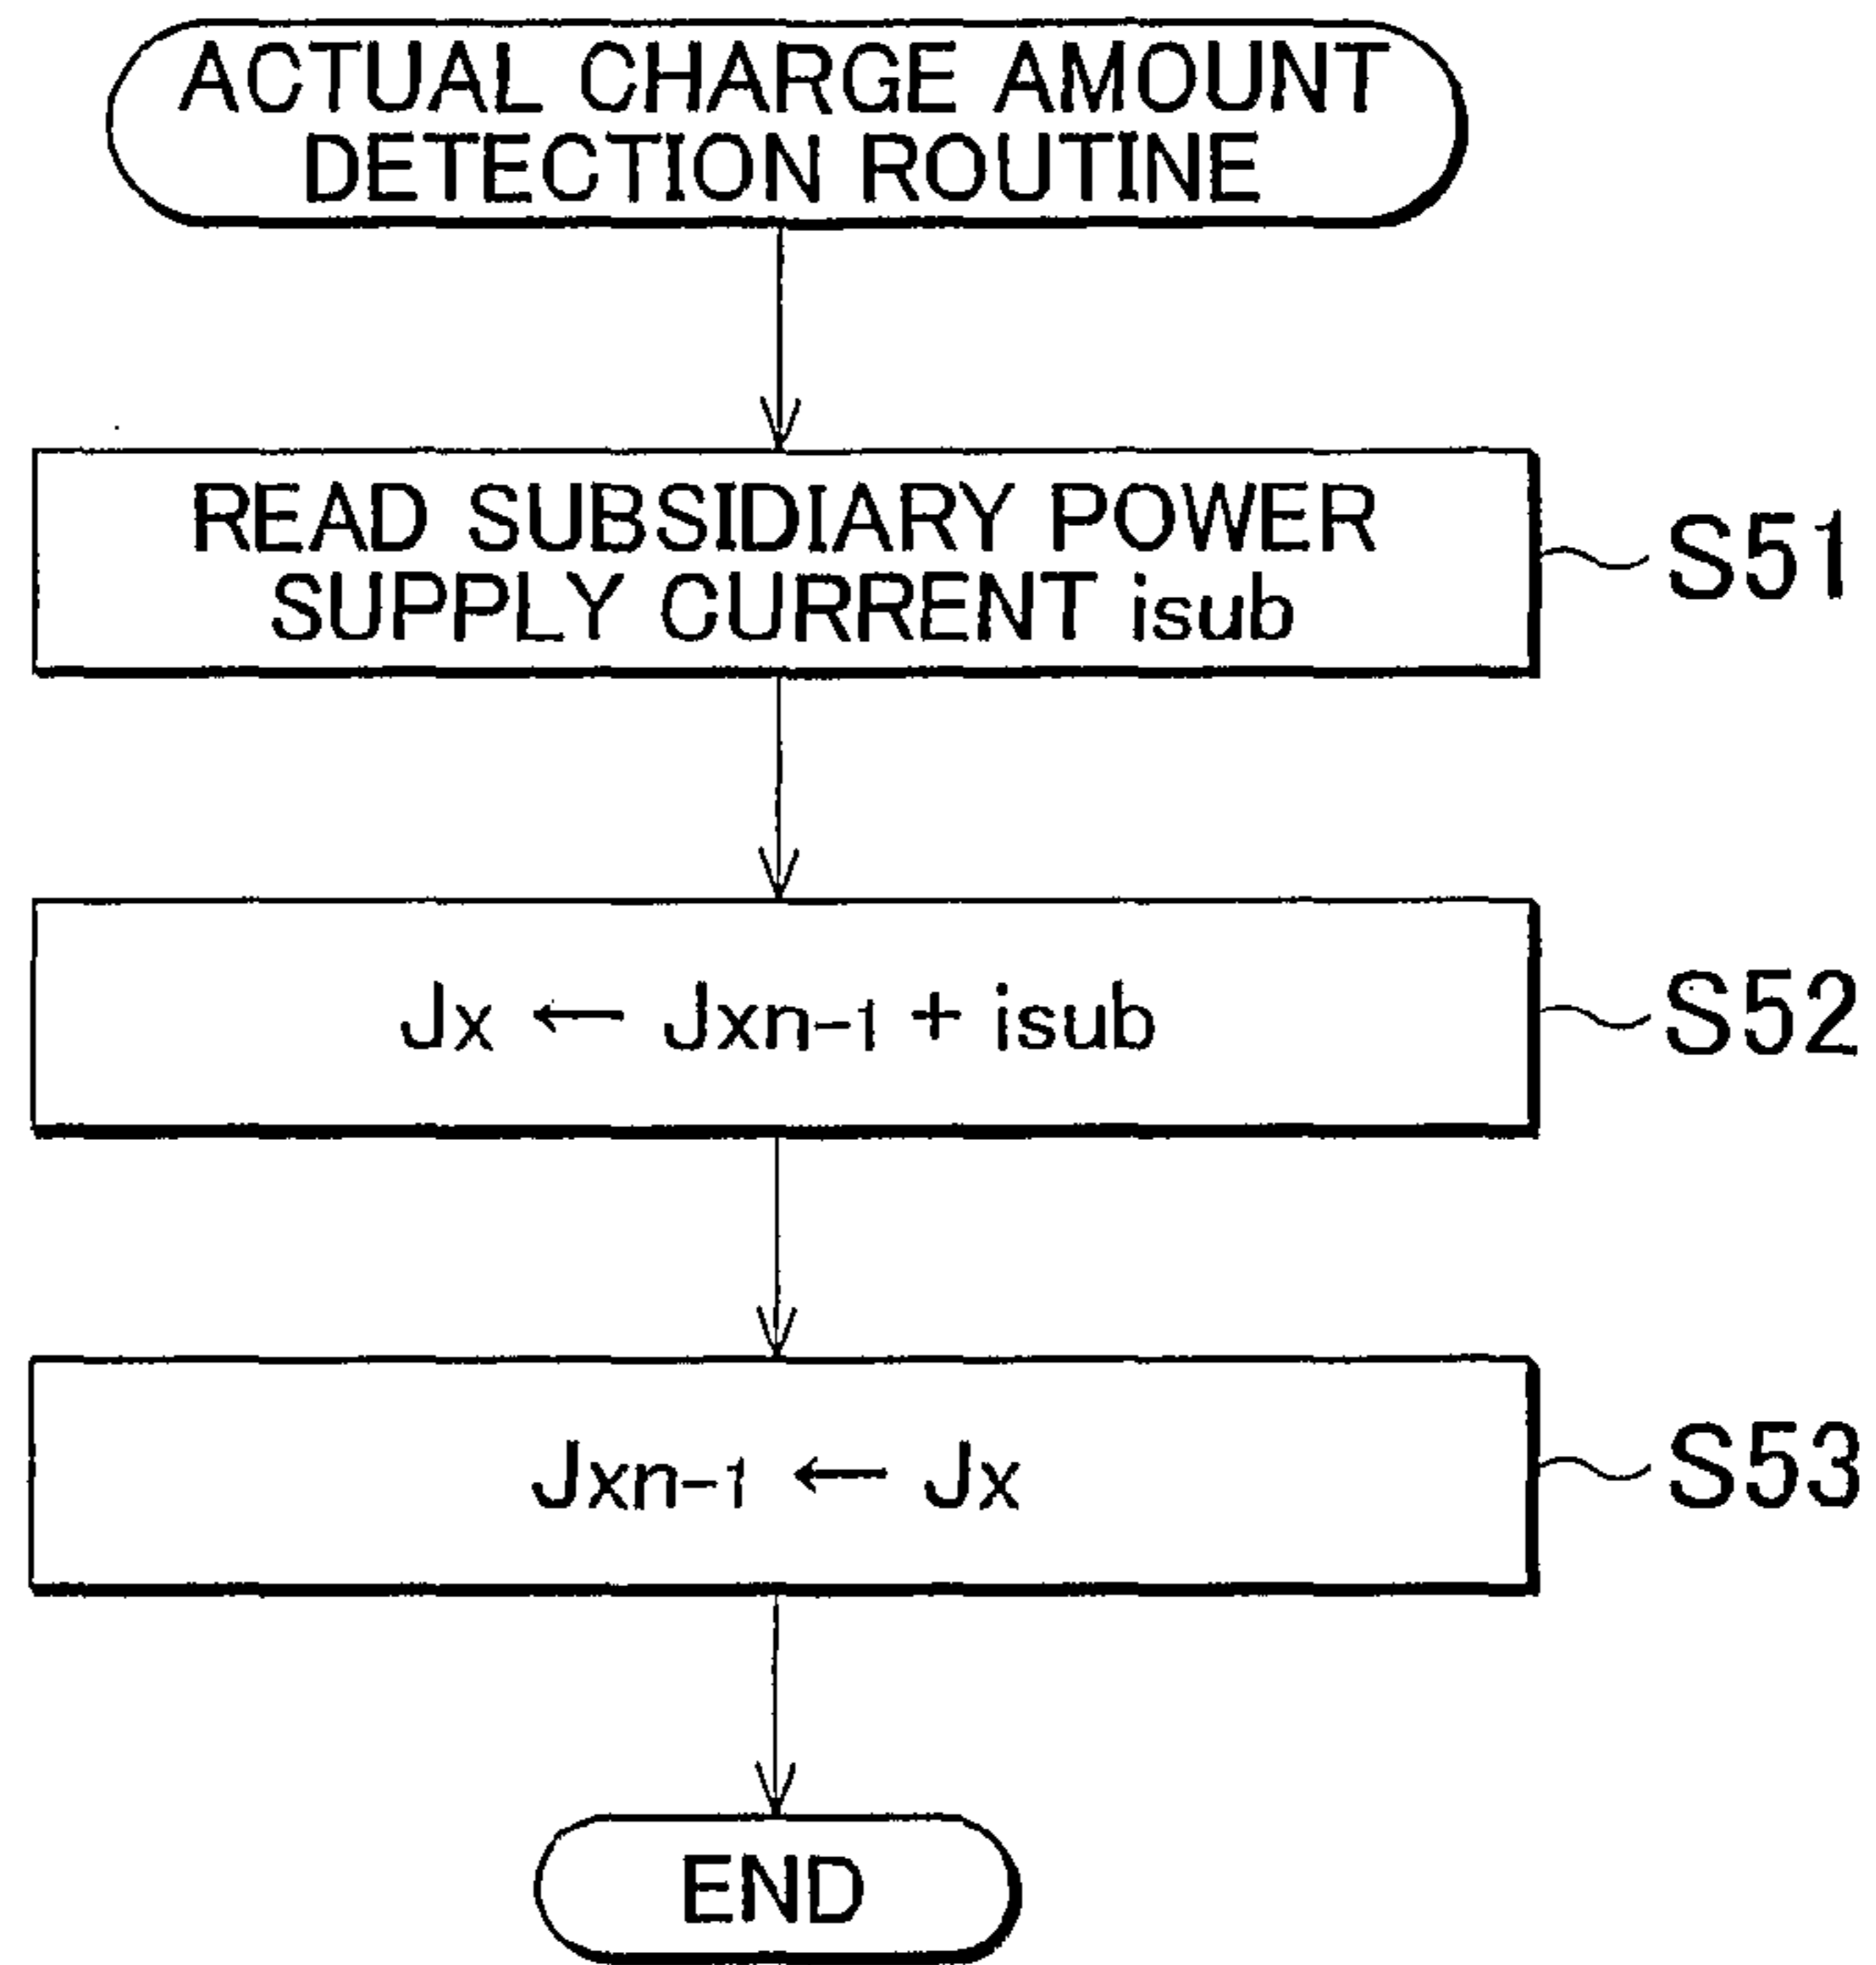 ACTUAL CHARGE AMOUNT
DETECTION ROUTINE
READ SUBSIDIARY POWER
SUPPLY CURRENT isub
S51
Jx ← Jxn-1 + isub
S52
Jxn-1 ← Jx
S53
END